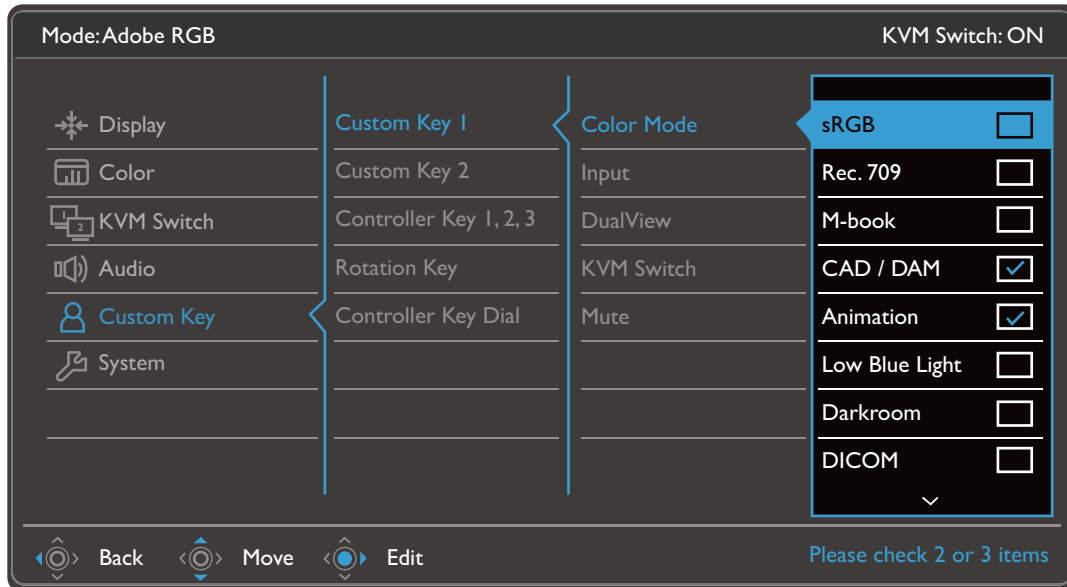 Mode: Adobe RGB
KVM Switch: ON
Display
Color
1
2
KVM Switch
Audio
Custom Key
System
Custom Key 1
Custom Key 2
Controller Key 1, 2, 3
Rotation Key
Controller Key Dial
Color Mode
Input
DualView
KVM Switch
Mute
sRGB
Rec. 709
M-book
CAD / DAM
Animation
Low Blue Light
Darkroom
DICOM
Back
Move
Edit
Please check 2 or 3 items